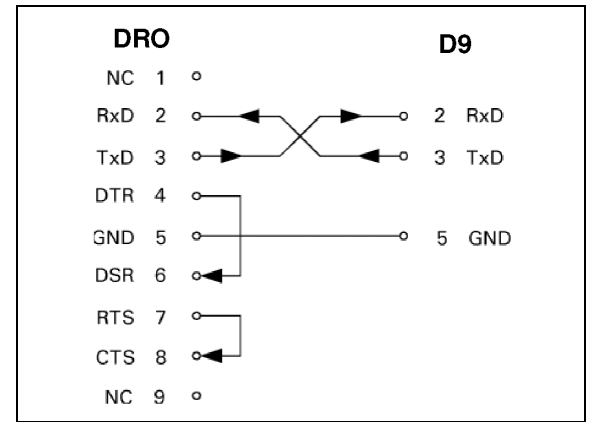 DRO D9
NC 1
RxD 2 2 RxD
TxD 3 3 TxD
DTR 4
GND 5 5 GND
DSR 6
RTS 7
CTS 8
NC 9